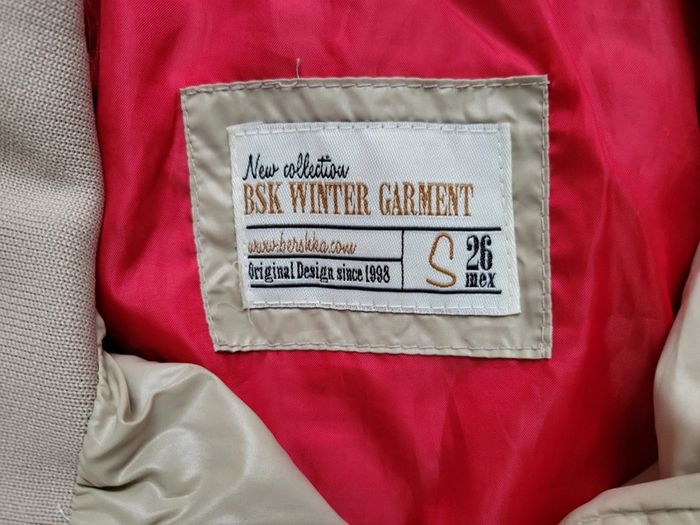 New collection
BSK WINTER GARMENT
www.bershka.com
Original Design since 1998
S
26
mex